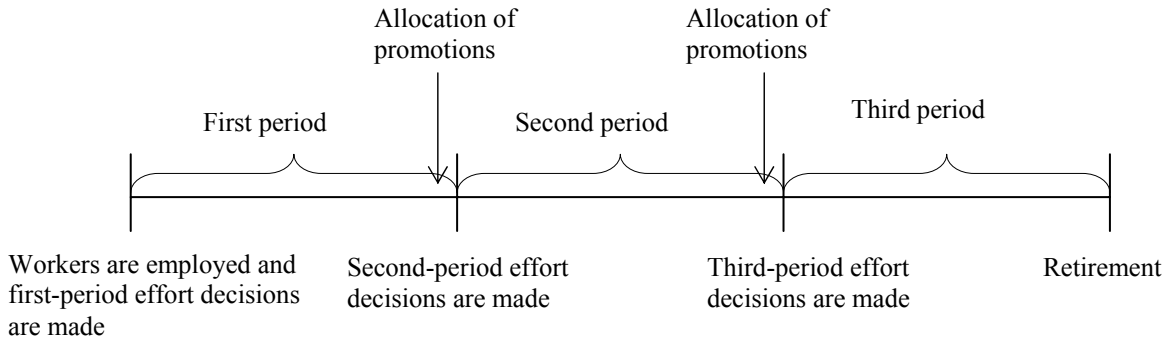 Allocation of
promotions
Allocation of
promotions
First period
Second period
Third period
Workers are employed and
first-period effort decisions
are made
Second-period effort
decisions are made
Third-period effort
decisions are made
Retirement